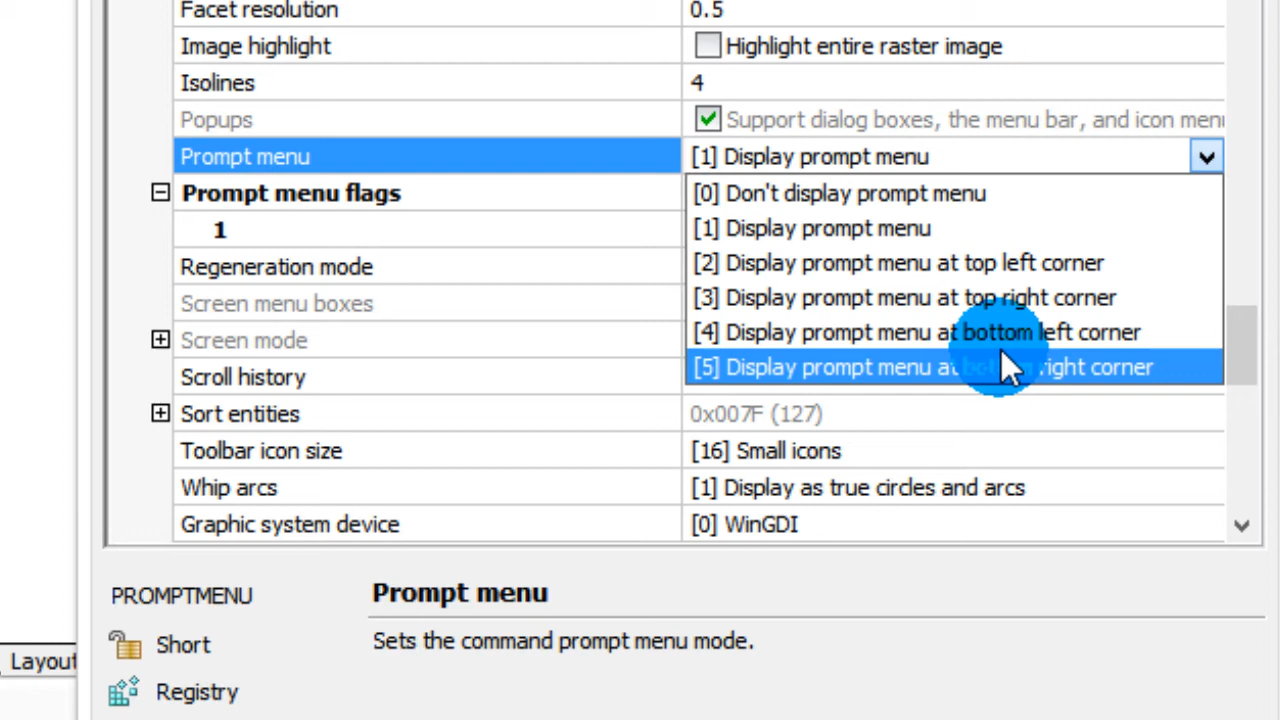 Facet resolution 0.5
Image highlight Highlight entire raster image
Isolines 4
Popups Support dialog boxes, the menu bar, and icon
Prompt menu [1] Display prompt menu
Prompt menu flags [0] Don't display prompt menu
1 [1] Display prompt menu
Regeneration mode [2] Display prompt menu at top left corner
Screen menu boxes [3] Display prompt menu at top right corner
Screen mode [4] Display prompt menu at bottom left corner
Scroll history [5] Display prompt menu at bottom right corner
Sort entities 0x007F (127)
Toolbar icon size [16] Small icons
Whip arcs [1] Display as true circles and arcs
Graphic system device [0] WinGDI
PROMPTMENU Prompt menu
Short Sets the command prompt menu mode.
Layout
Registry